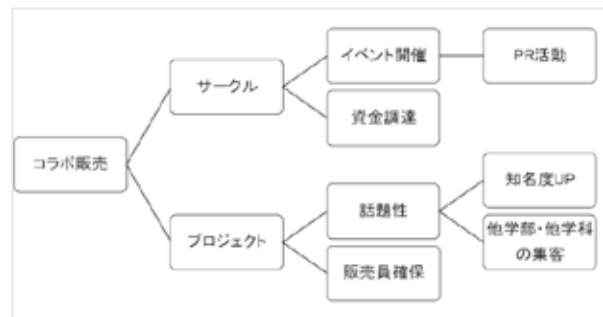 コラボ販売
サークル
イベント開催
PR活動
資金調達
プロジェクト
話題性
知名度UP
他学部・他学科
の集客
販売員確保